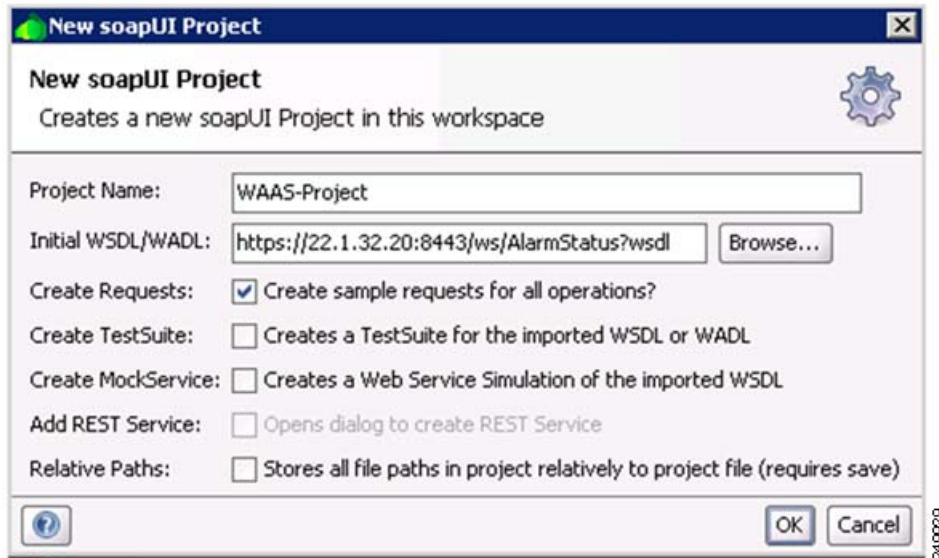 New soapUI Project
New soapUI Project
Creates a new soapUI Project in this workspace
Project Name: WAAS-Project
Initial WSDL/WADL: https://22.1.32.20:8443/ws/AlarmStatus?wsdl Browse...
Create Requests: Create sample requests for all operations?
Create TestSuite: Creates a TestSuite for the imported WSDL or WADL
Create MockService: Creates a Web Service Simulation of the imported WSDL
Add REST Service: Opens dialog to create REST Service
Relative Paths: Stores all file paths in project relatively to project file (requires save)
? OK Cancel